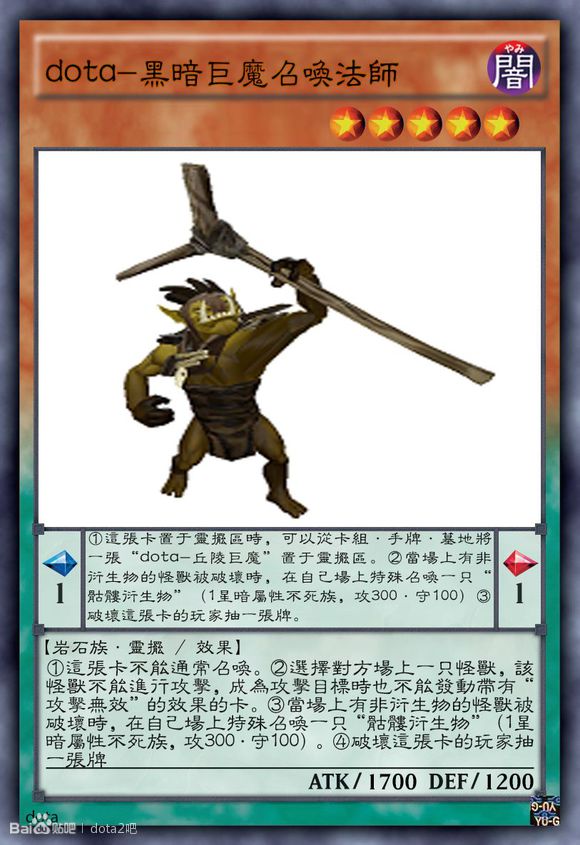 dota-黑暗巨魔召喚法師
やみ
闇
①這張卡置于靈擺區時，可以從卡組·手牌·墓地將
一張“dota-丘陵巨魔”置于靈擺區。②當場上有非
衍生物的怪獸被破壞時，在自己場上特殊召喚一只“
骷髏衍生物”（1星暗屬性不死族，攻300·守100）③
破壞這張卡的玩家抽一張牌。
1
1
【岩石族·靈擺 / 效果】
①這張卡不能通常召喚。②選擇對方場上一只怪獸，該
怪獸不能進行攻擊，成為攻擊目標時也不能發動帶有“
攻擊無效”的效果的卡。③當場上有非衍生物的怪獸被
破壞時，在自己場上特殊召喚一只“骷髏衍生物”（1星
暗屬性不死族，攻300·守100）。④破壞這張卡的玩家抽
一張牌
ATK/1700 DEF/1200
dota
Bai貼吧 | dota2吧
YU-G
YU-G